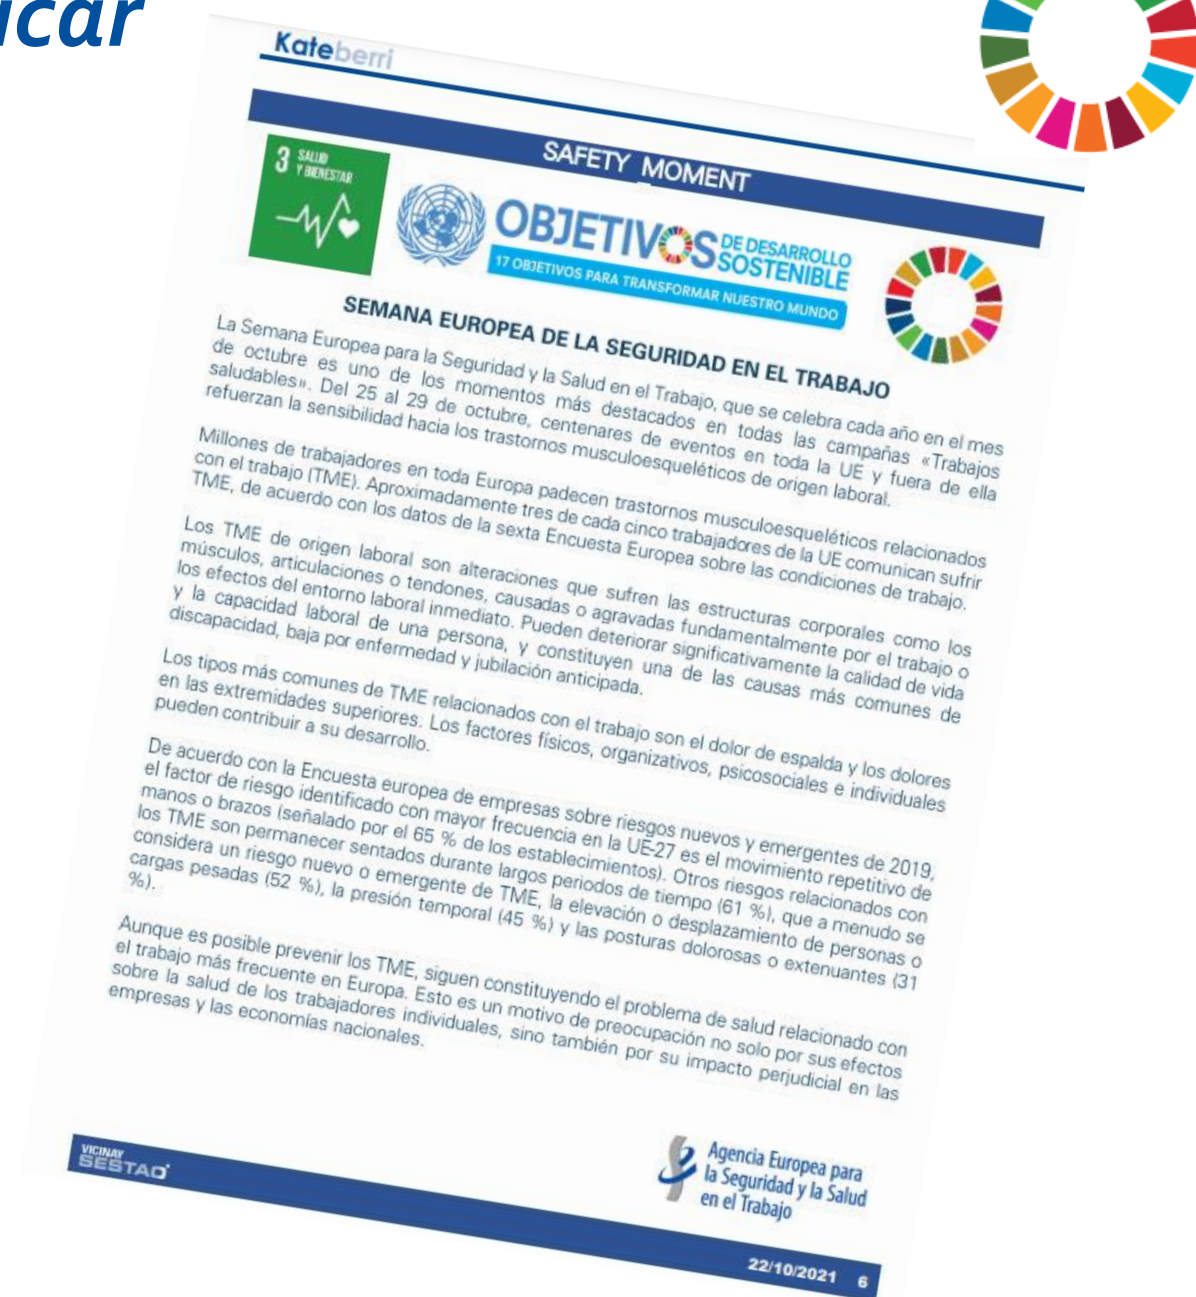 Kateberri
SAFETY MOMENT
3 SALUD
Y BIENESTAR
OBJETIVOS DE DESARROLLO
SOSTENIBLE
17 OBJETIVOS PARA TRANSFORMAR NUESTRO MUNDO
SEMANA EUROPEA DE LA SEGURIDAD EN EL TRABAJO
La Semana Europea para la Seguridad y la Salud en el Trabajo, que se celebra cada año en el mes
de octubre es uno de los momentos más destacados en todas las campañas «Trabajos
saludables». Del 25 al 29 de octubre, centenares de eventos en toda la UE y fuera de ella
refuerzan la sensibilidad hacia los trastornos musculoesqueléticos de origen laboral.
Millones de trabajadores en toda Europa padecen trastornos musculoesqueléticos relacionados
con el trabajo (TME). Aproximadamente tres de cada cinco trabajadores de la UE comunican sufrir
TME, de acuerdo con los datos de la sexta Encuesta Europea sobre las condiciones de trabajo.
Los TME de origen laboral son alteraciones que sufren las estructuras corporales como los
músculos, articulaciones o tendones, causadas o agravadas fundamentalmente por el trabajo o
los efectos del entorno laboral inmediato. Pueden deteriorar significativamente la calidad de vida
y la capacidad laboral de una persona, y constituyen una de las causas más comunes de
discapacidad, baja por enfermedad y jubilación anticipada.
Los tipos más comunes de TME relacionados con el trabajo son el dolor de espalda y los dolores
en las extremidades superiores. Los factores físicos, organizativos, psicosociales e individuales
pueden contribuir a su desarrollo.
De acuerdo con la Encuesta europea de empresas sobre riesgos nuevos y emergentes de 2019,
el factor de riesgo identificado con mayor frecuencia en la UE-27 es el movimiento repetitivo de
manos o brazos (señalado por el 65 % de los establecimientos). Otros riesgos relacionados con
los TME son permanecer sentados durante largos periodos de tiempo (61 %), que a menudo se
considera un riesgo nuevo o emergente de TME, la elevación o desplazamiento de personas o
cargas pesadas (52 %), la presión temporal (45 %) y las posturas dolorosas o extenuantes (31
%).
Aunque es posible prevenir los TME, siguen constituyendo el problema de salud relacionado con
el trabajo más frecuente en Europa. Esto es un motivo de preocupación no solo por sus efectos
sobre la salud de los trabajadores individuales, sino también por su impacto perjudicial en las
empresas y las economías nacionales.
Agencia Europea para
la Seguridad y la Salud
en el Trabajo
VICINAY
SESTAO
22/10/2021 6